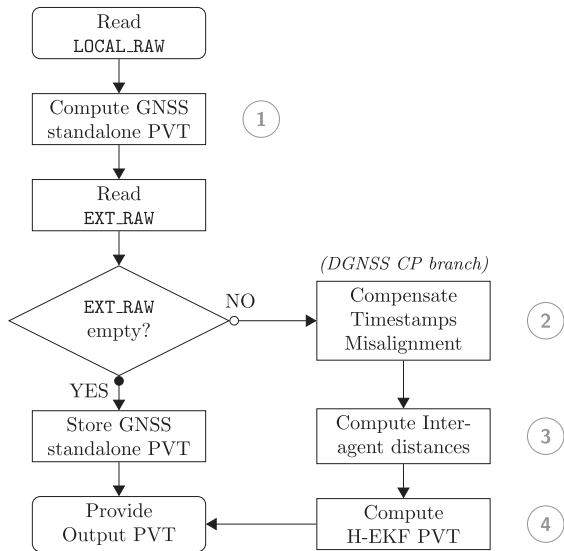 Read
LOCAL_RAW
Compute GNSS
standalone PVT
1
Read
EXT_RAW
EXT_RAW
empty?
NO
YES
(DGNSS CP branch)
Compensate
Timestamps
Misalignment
2
Store GNSS
standalone PVT
Compute Inter-
agent distances
3
Provide
Output PVT
Compute
H-EKF PVT
4